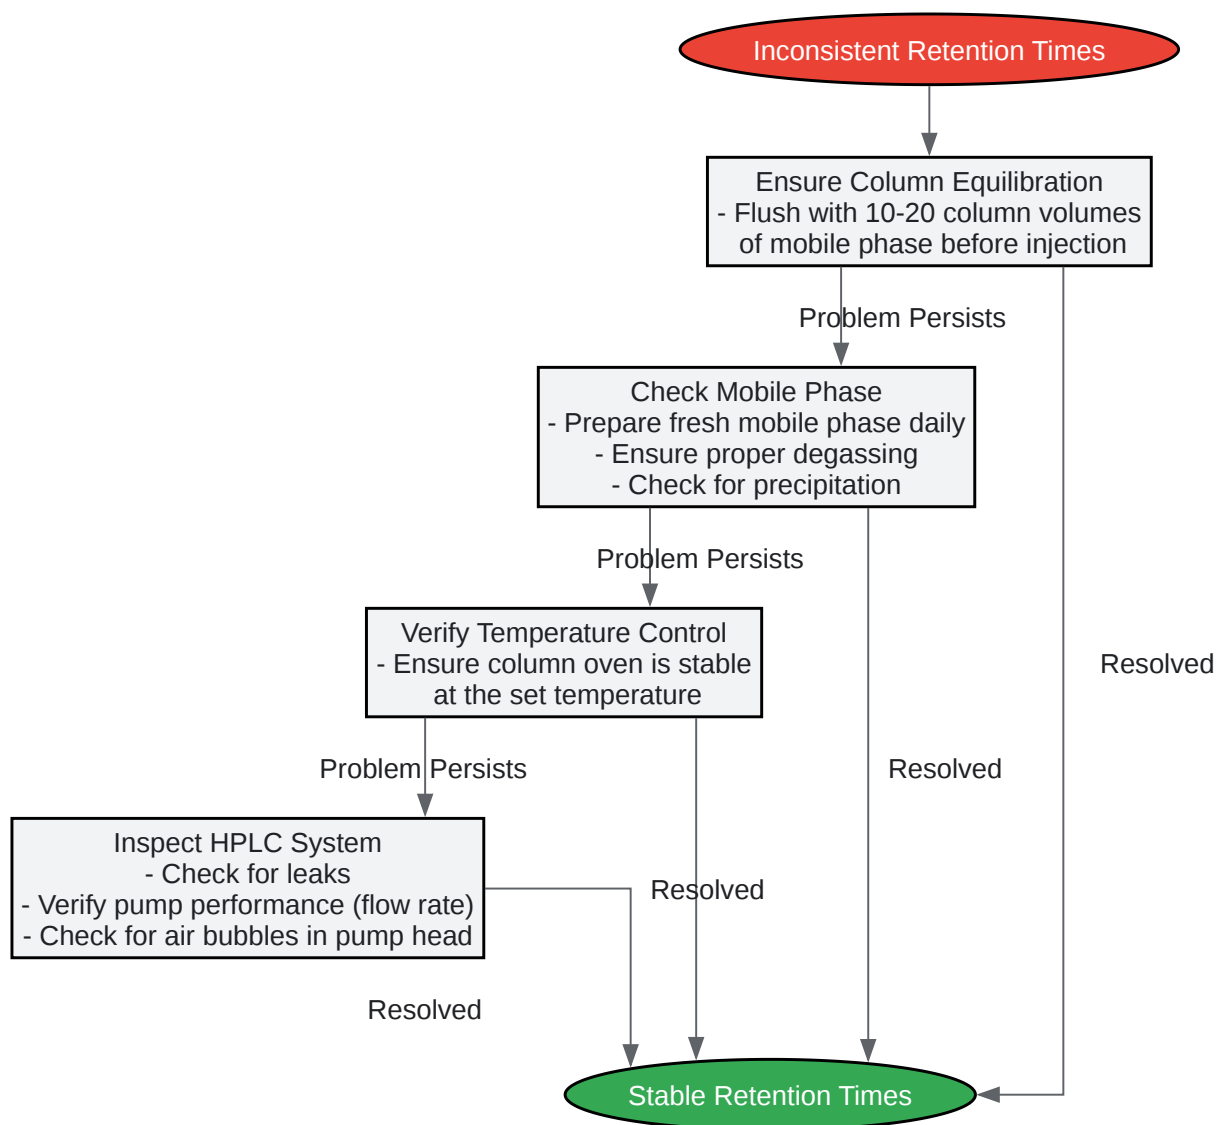 Inconsistent Retention Times
Ensure Column Equilibration
- Flush with 10-20 column volumes
of mobile phase before injection
Problem Persists
Check Mobile Phase
- Prepare fresh mobile phase daily
- Ensure proper degassing
- Check for precipitation
Problem Persists
Verify Temperature Control
- Ensure column oven is stable
at the set temperature
Resolved
Problem Persists
Resolved
Inspect HPLC System
- Check for leaks
- Verify pump performance (flow rate)
- Check for air bubbles in pump head
Resolved
Resolved
Stable Retention Times